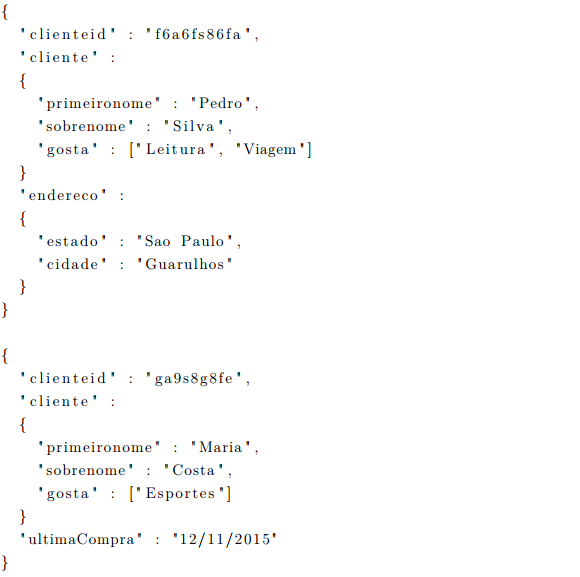 {
"clienteid" : "f6a6fs86fa",
"cliente" :
{
"primeironome" : "Pedro",
"sobrenome" : "Silva",
"gosta" : ["Leitura", "Viagem"]
}
"endereco" :
{
"estado" : "Sao Paulo",
"cidade" : "Guarulhos"
}
}
{
"clienteid" : "ga9s8g8fe",
"cliente" :
{
"primeironome" : "Maria",
"sobrenome" : "Costa",
"gosta" : ["Esportes"]
}
"ultimaCompra" : "12/11/2015"
}